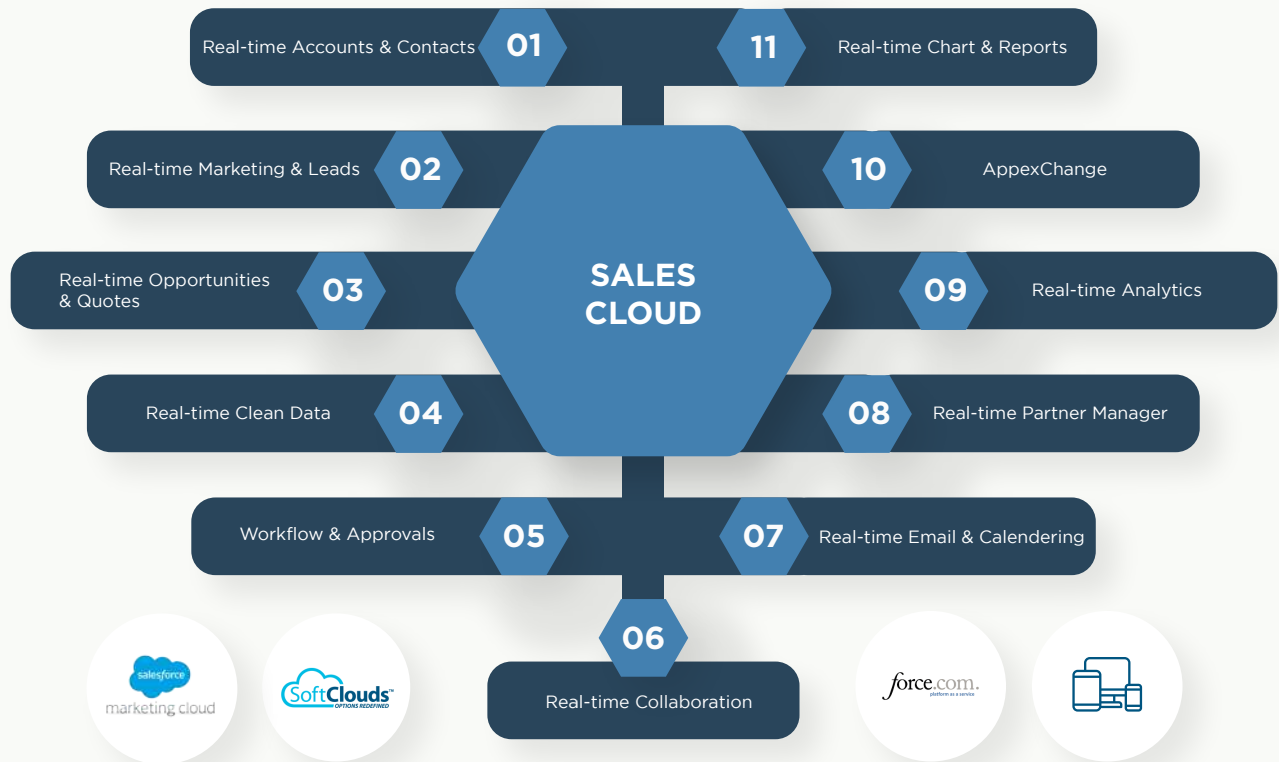 Real-time Accounts & Contacts
01
11
Real-time Chart & Reports
Real-time Marketing & Leads
02
10
AppexChange
SALES
CLOUD
Real-time Opportunities
& Quotes
03
09
Real-time Analytics
Real-time Clean Data
04
08
Real-time Partner Manager
Workflow & Approvals
05
07
Real-time Email & Calendering
06
Real-time Collaboration
salesforce
marketing cloud
SoftClouds™
OPTIONS REDEFINED
force.com.
platform as a service